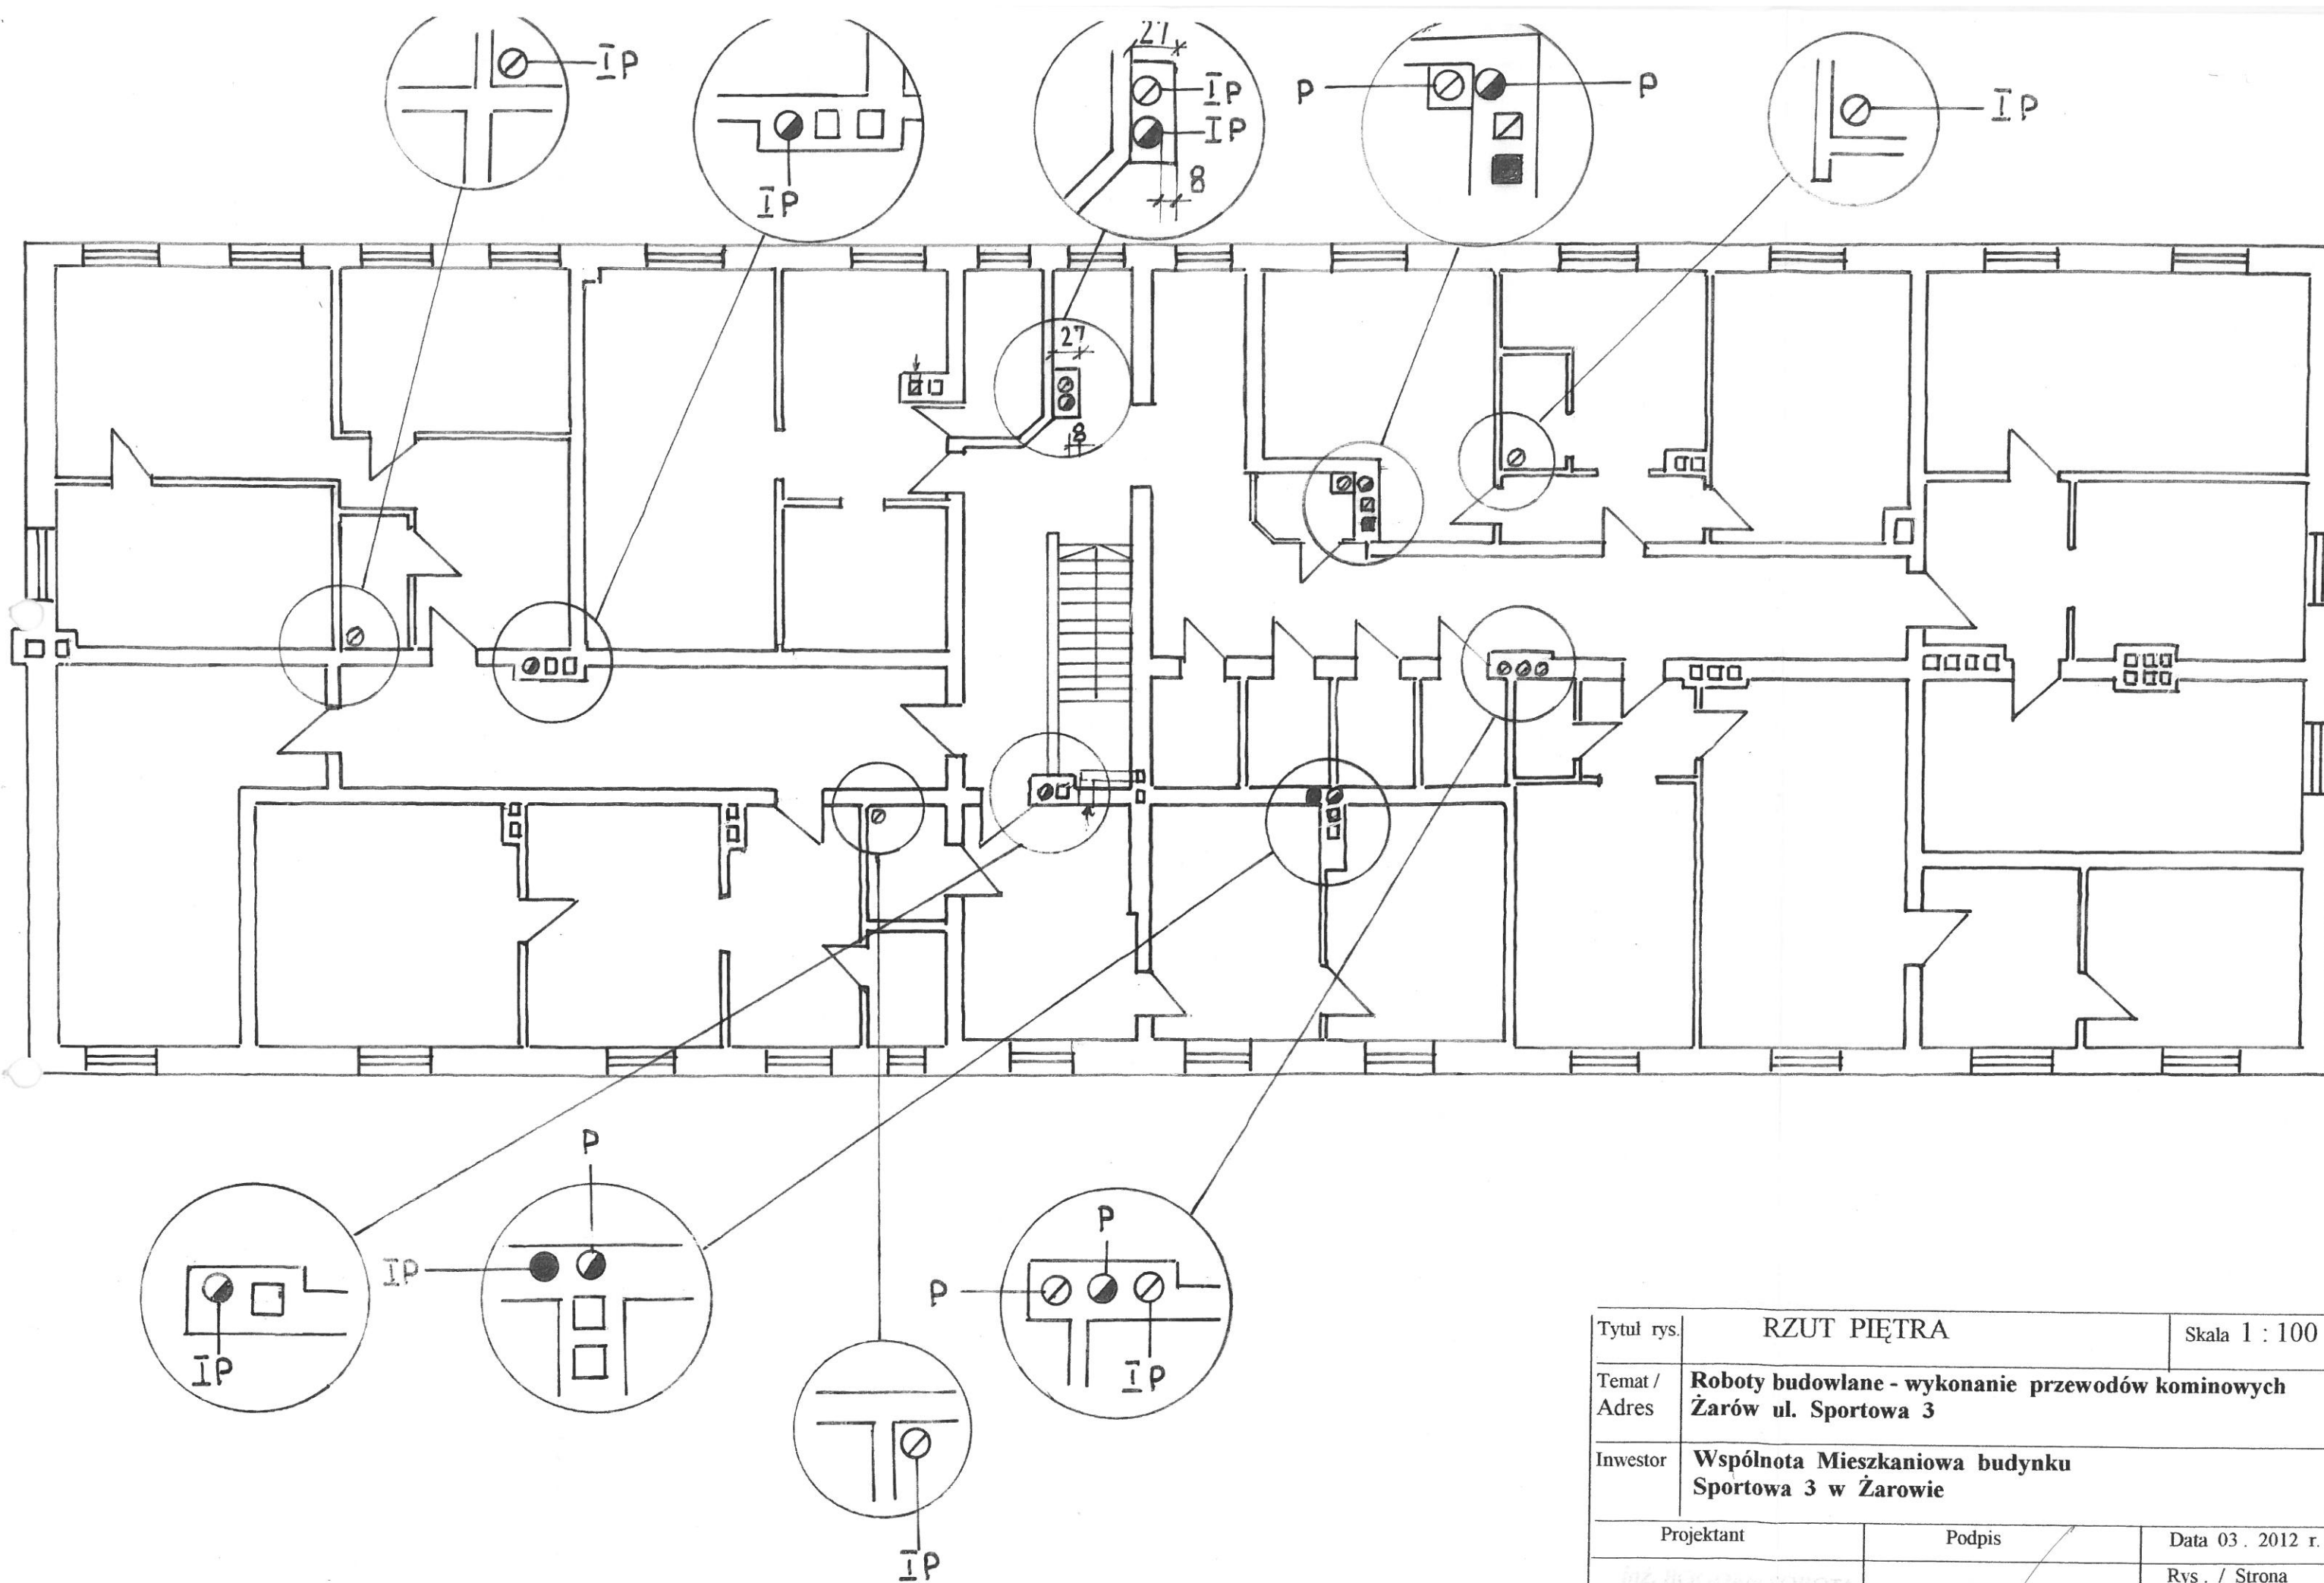 IP
IP
27
IP
IP
8
P
P
IP
27
8
P
IP
IP
P
P
IP
IP
Tytuł rys.
RZUT PIĘTRA
Skala 1 : 100
Temat /
Adres
Roboty budowlane - wykonanie przewodów kominowych
Żarów ul. Sportowa 3
Inwestor
Wspólnota Mieszkaniowa budynku
Sportowa 3 w Żarowie
Projektant
Podpis
Data 03 . 2012 r.
Rys . / Strona